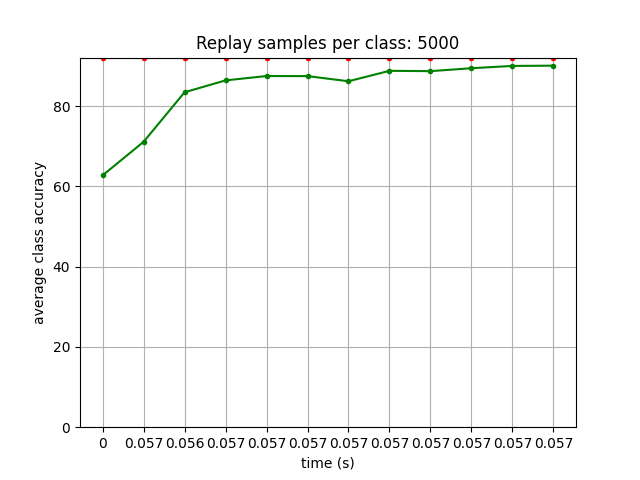 Replay samples per class: 5000
average class accuracy
80
60
40
20
0
0 0.057 0.056 0.057 0.057 0.057 0.057 0.057 0.057 0.057 0.057 0.057
time (s)